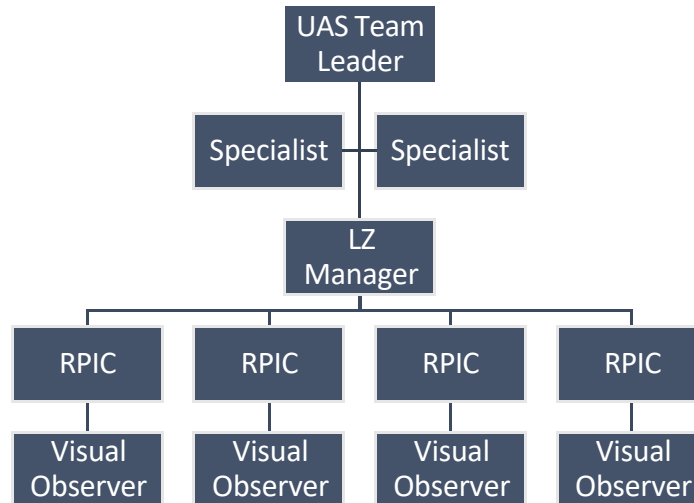 UAS Team
Leader
Specialist
Specialist
LZ
Manager
RPIC
RPIC
RPIC
RPIC
Visual
Observer
Visual
Observer
Visual
Observer
Visual
Observer